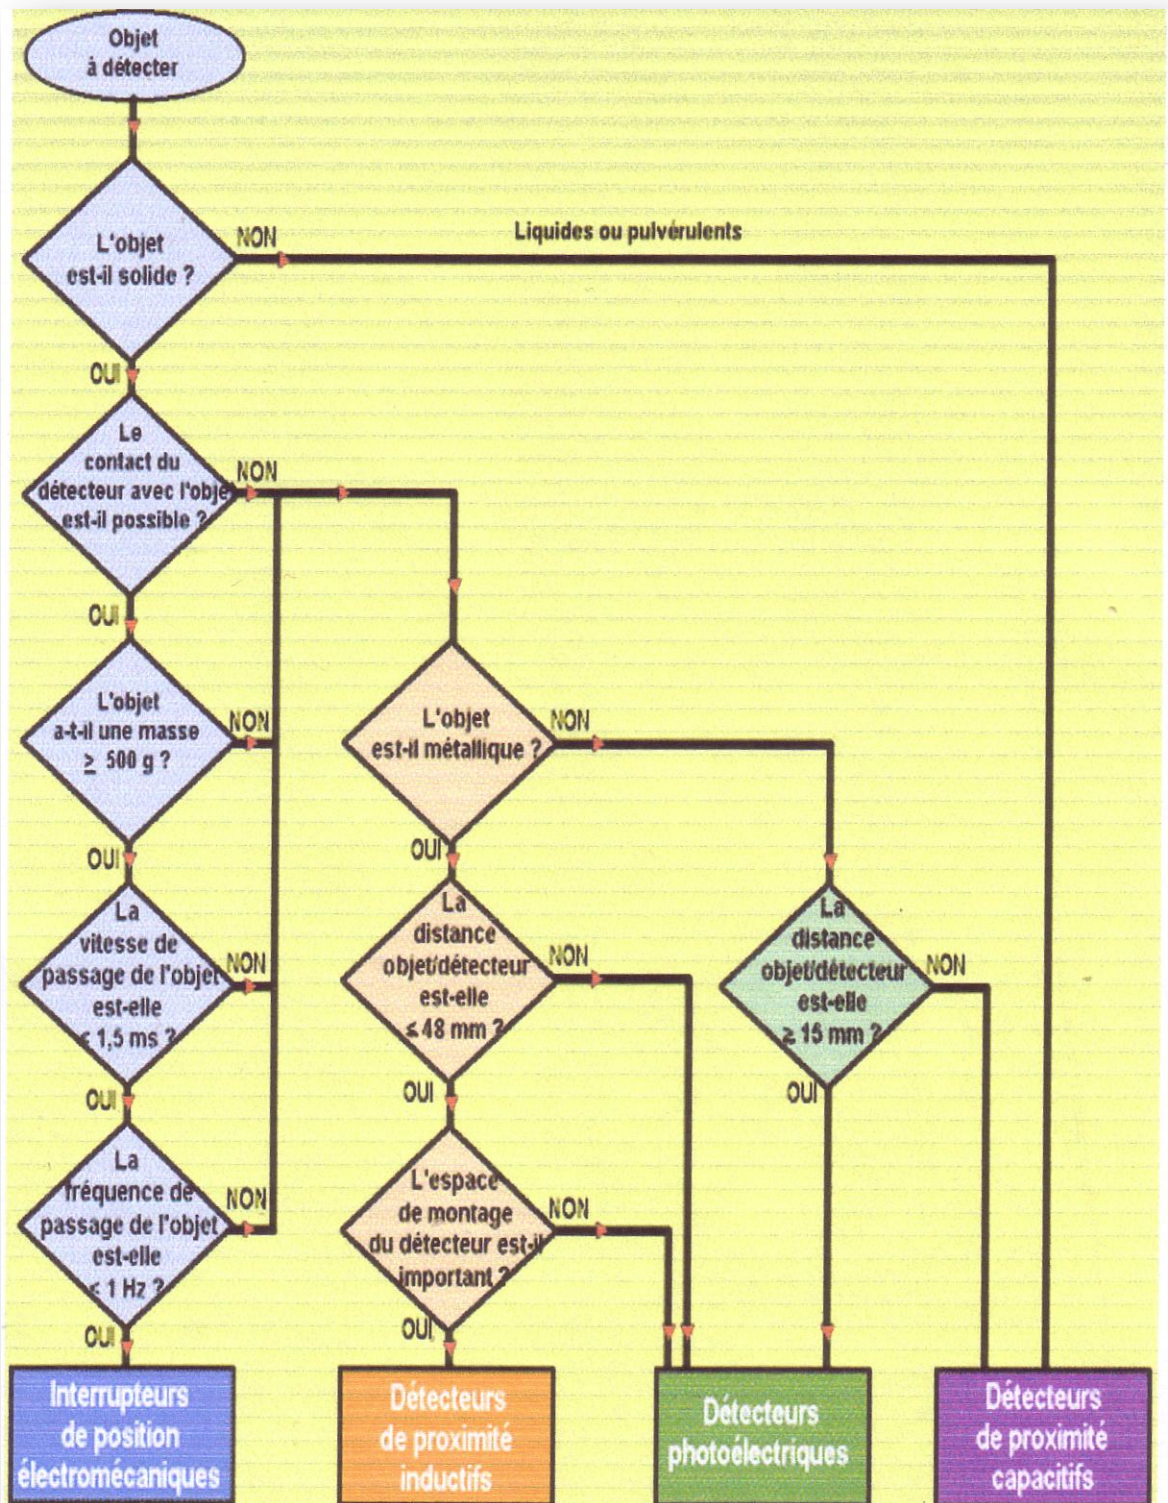 Objet
à détecter
L'objet
est-il solide ?
NON
Liquides ou pulvérulents
OUI
Le
contact du
détecteur avec l'obje
est-il possible ?
NON
OUI
L'objet
a-t-il une masse
≥ 500 g ?
NON
OUI
La
vitesse de
passage de l'objet
est-elle
≤ 1,5 ms ?
NON
OUI
La
fréquence de
passage de l'objet
est-elle
< 1 Hz ?
NON
OUI
L'objet
est-il métallique ?
NON
OUI
La
distance
objet/détecteur
est-elle
≤ 48 mm ?
NON
OUI
L'espace
de montage
du détecteur est-il
important ?
NON
OUI
La
distance
objet/détecteur
est-elle
≥ 15 mm ?
NON
OUI
Interrupteurs
de position
électromécaniques
Détecteurs
de proximité
inductifs
Détecteurs
photoélectriques
Détecteurs
de proximité
capacitifs